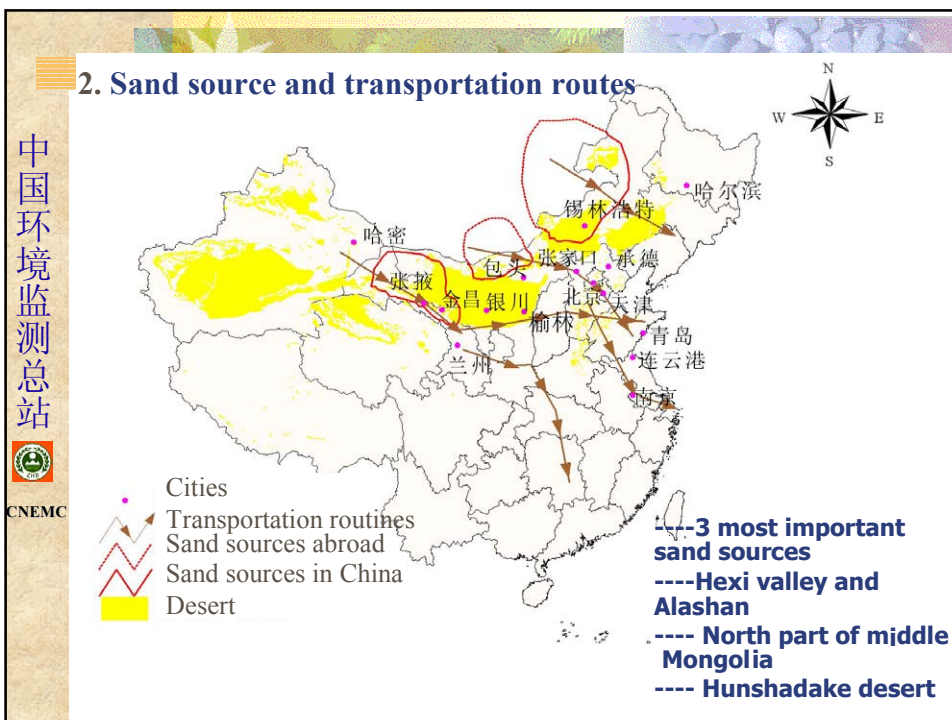 2. Sand source and transportation routes
N
W
E
S
中国环境监测总站
CNEMC
哈尔滨
锡林浩特
哈密
张家口
承德
包头
张掖
北京
天津
金昌
银川
榆林
青岛
兰州
连云港
南京
Cities
Transportation routines
Sand sources abroad
Sand sources in China
Desert
----3 most important
sand sources
----Hexi valley and
Alashan
---- North part of middle
Mongolia
---- Hunshadake desert